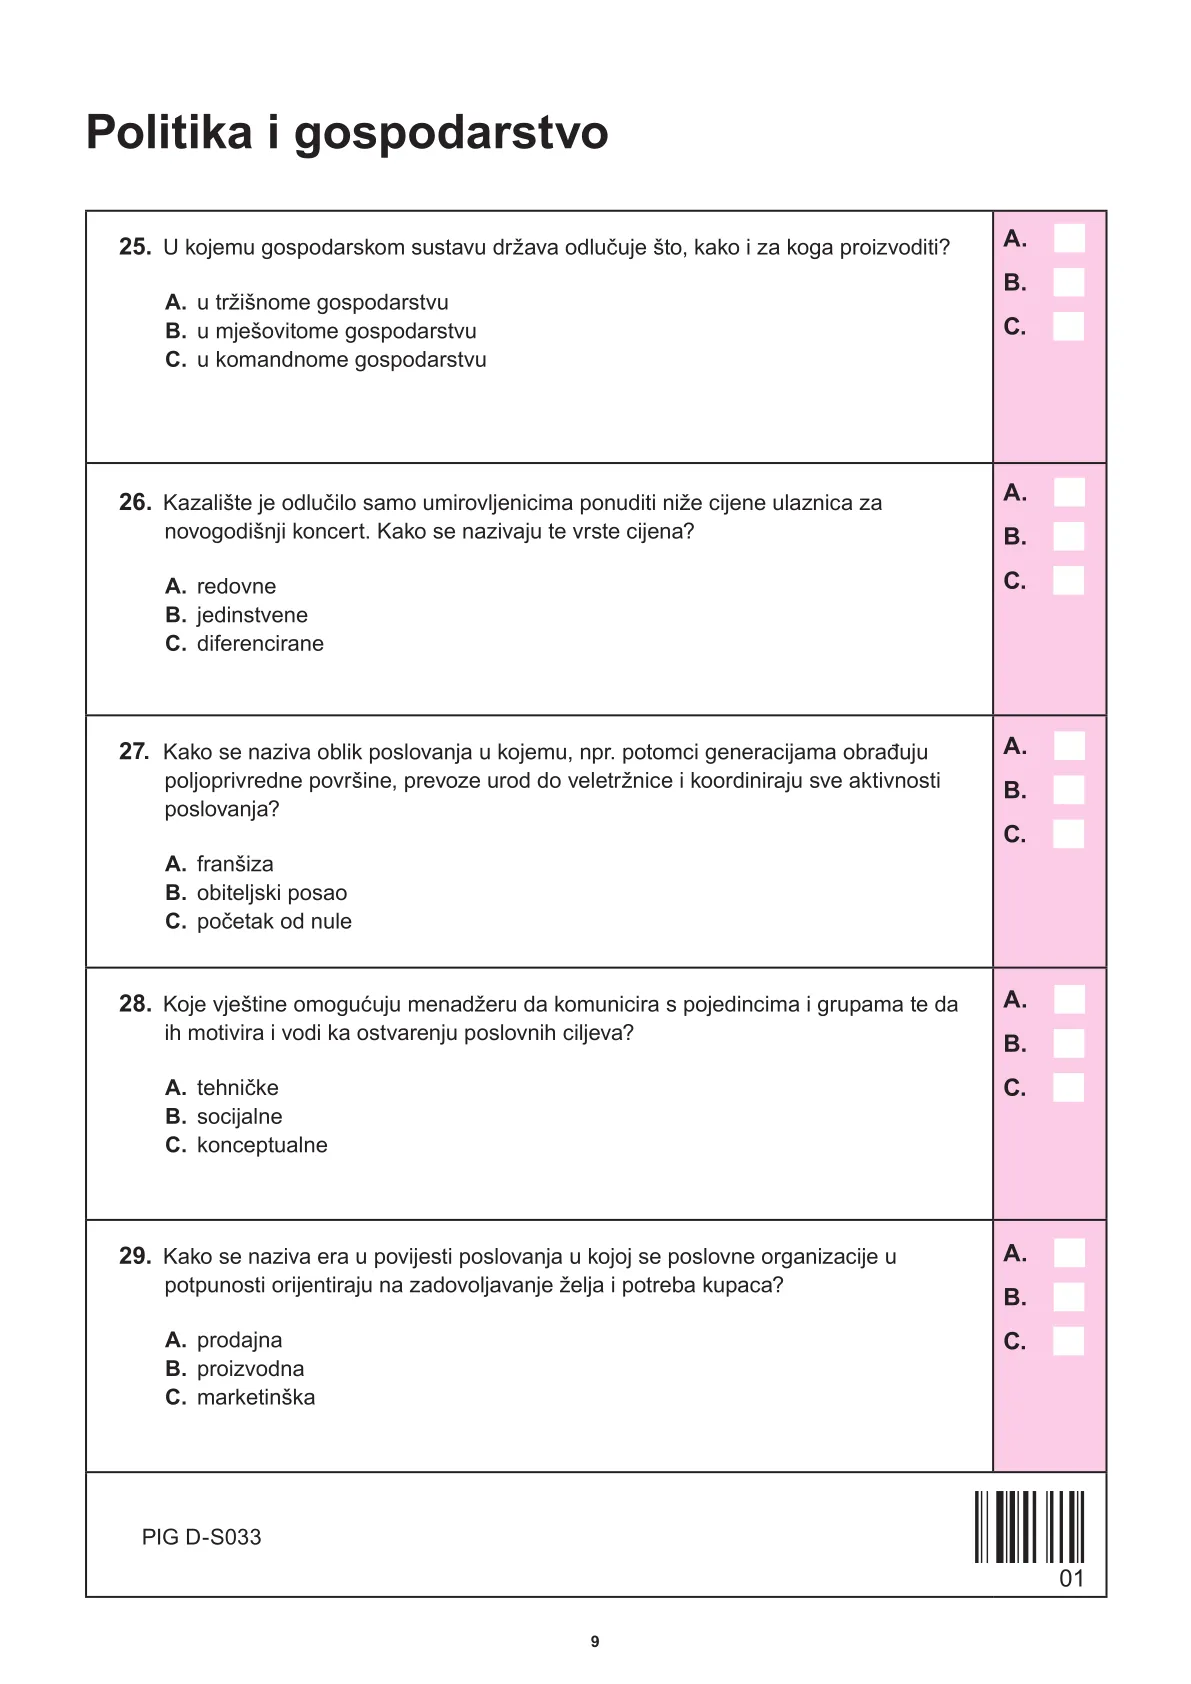 Politika i gospodarstvo
25. U kojemu gospodarskom sustavu država odlučuje što, kako i za koga proizvoditi?
A. u tržišnome gospodarstvu
B. u mješovitome gospodarstvu
C. u komandnome gospodarstvu
A.
B.
C.
26. Kazalište je odlučilo samo umirovljenicima ponuditi niže cijene ulaznica za
novogodišnji koncert. Kako se nazivaju te vrste cijena?
A. redovne
B. jedinstvene
C. diferencirane
A.
B.
C.
27. Kako se naziva oblik poslovanja u kojemu, npr. potomci generacijama obrađuju
poljoprivredne površine, prevoze urod do veletržnice i koordiniraju sve aktivnosti
poslovanja?
A. franšiza
B. obiteljski posao
C. početak od nule
A.
B.
C.
28. Koje vještine omogućuju menadžeru da komunicira s pojedincima i grupama te da
ih motivira i vodi ka ostvarenju poslovnih ciljeva?
A. tehničke
B. socijalne
C. konceptualne
A.
B.
C.
29. Kako se naziva era u povijesti poslovanja u kojoj se poslovne organizacije u
potpunosti orijentiraju na zadovoljavanje želja i potreba kupaca?
A. prodajna
B. proizvodna
C. marketinška
A.
B.
C.
PIG D-S033
01
9